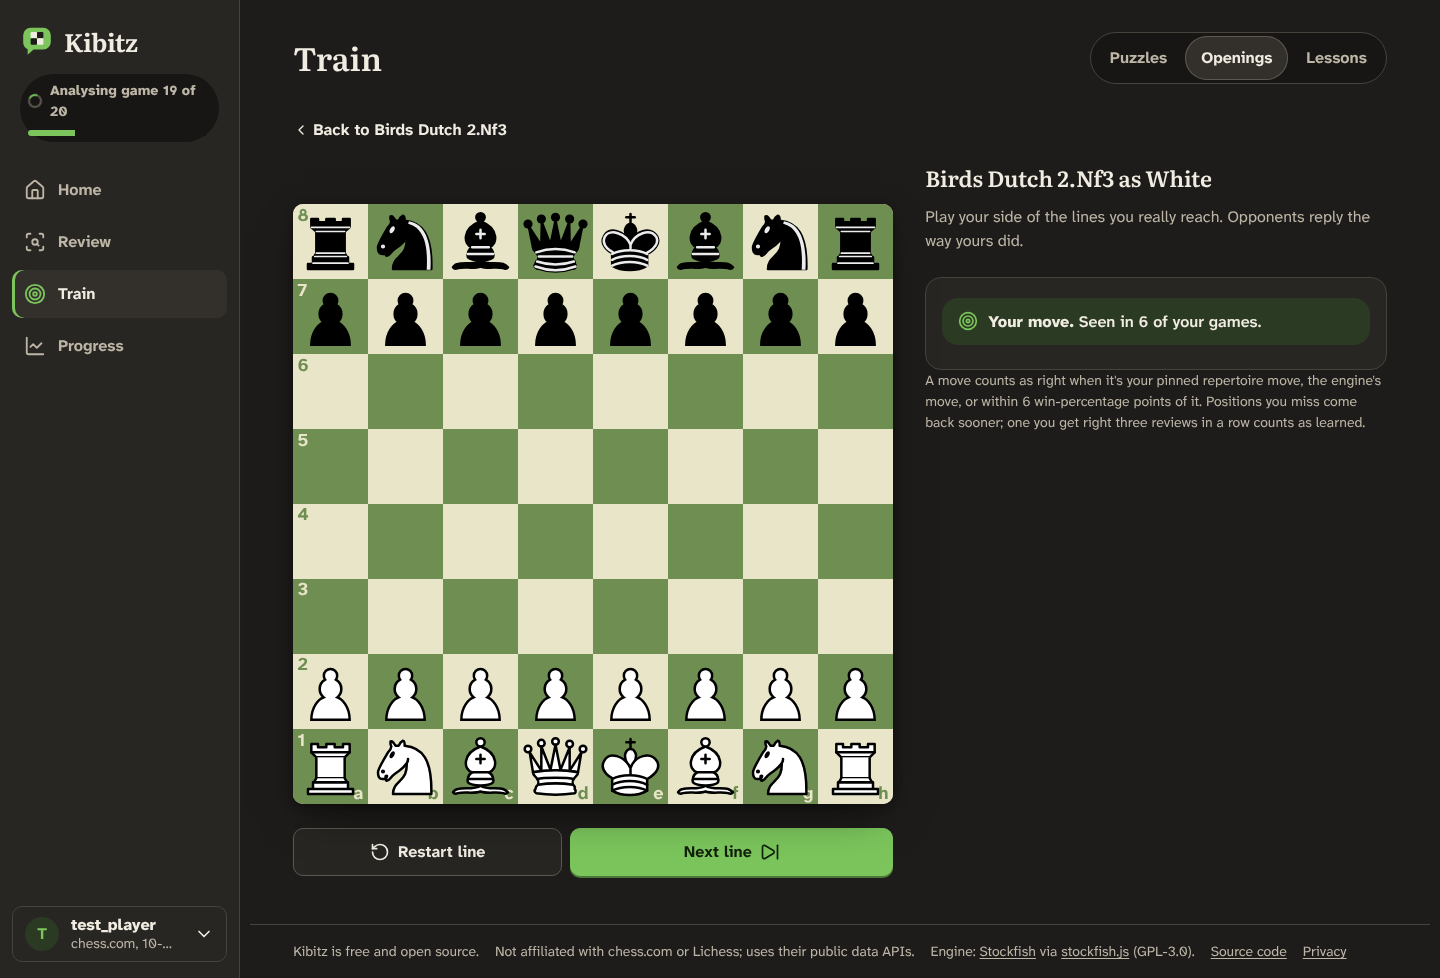 Kibitz
Analysing game 19 of
20
Home
Review
Train
Progress
test_player
chess.com, 10-...
T
Train
Puzzles
Openings
Lessons
Back to Birds Dutch 2.Nf3
8
7
6
5
4
3
2
1
a
b
c
d
e
f
g
h
Restart line
Next line
Birds Dutch 2.Nf3 as White
Play your side of the lines you really reach. Opponents reply the
way yours did.
Your move. Seen in 6 of your games.
A move counts as right when it's your pinned repertoire move, the engine's
move, or within 6 win-percentage points of it. Positions you miss come
back sooner; one you get right three reviews in a row counts as learned.
Kibitz is free and open source. Not affiliated with chess.com or Lichess; uses their public data APIs. Engine: Stockfish via stockfish.js (GPL-3.0). Source code Privacy